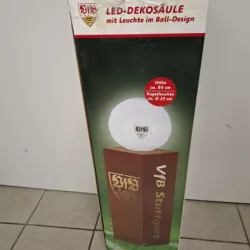 VfB
LED-DEKOSÄULE
mit Leuchte im Ball-Design
Höhe
ca. 84 cm
Kugelleuchte
ca. Ø 25 cm
VfB
VfB
VfB Stuttgart